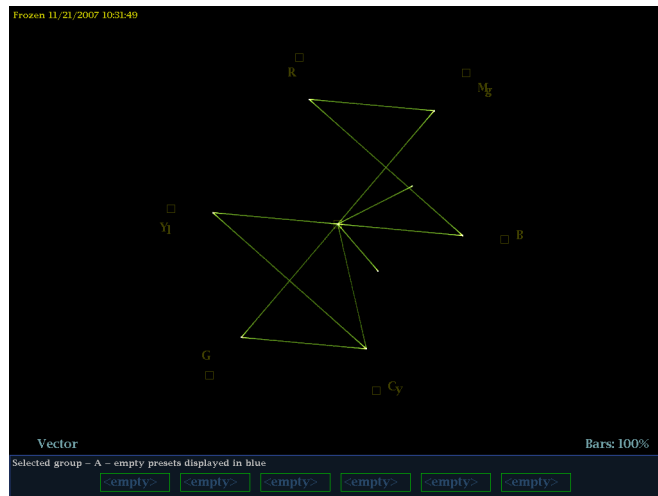 Frozen 11/21/2007 10:31:49
R
Mg
Yl
B
G
Cy
Vector
Bars: 100%
Selected group – A – empty presets displayed in blue
<empty> <empty> <empty> <empty> <empty> <empty>